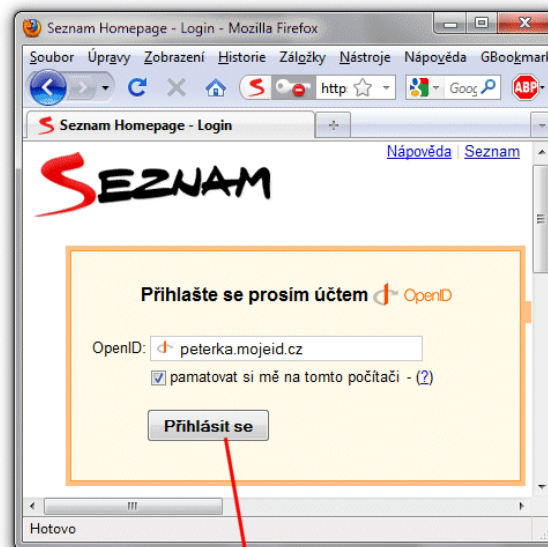 Seznam Homepage - Login - Mozilla Firefox
Soubor Úpravy Zobrazení Historie Záložky Nástroje Nápověda GBookmark
http: Goog ABP
Seznam Homepage - Login
Nápověda | Seznam
SEZNAM
Přihlašte se prosím účtem OpenID
OpenID: peterka.mojeid.cz
pamatovat si mě na tomto počítači - (?)
Přihlásit se
Hotovo